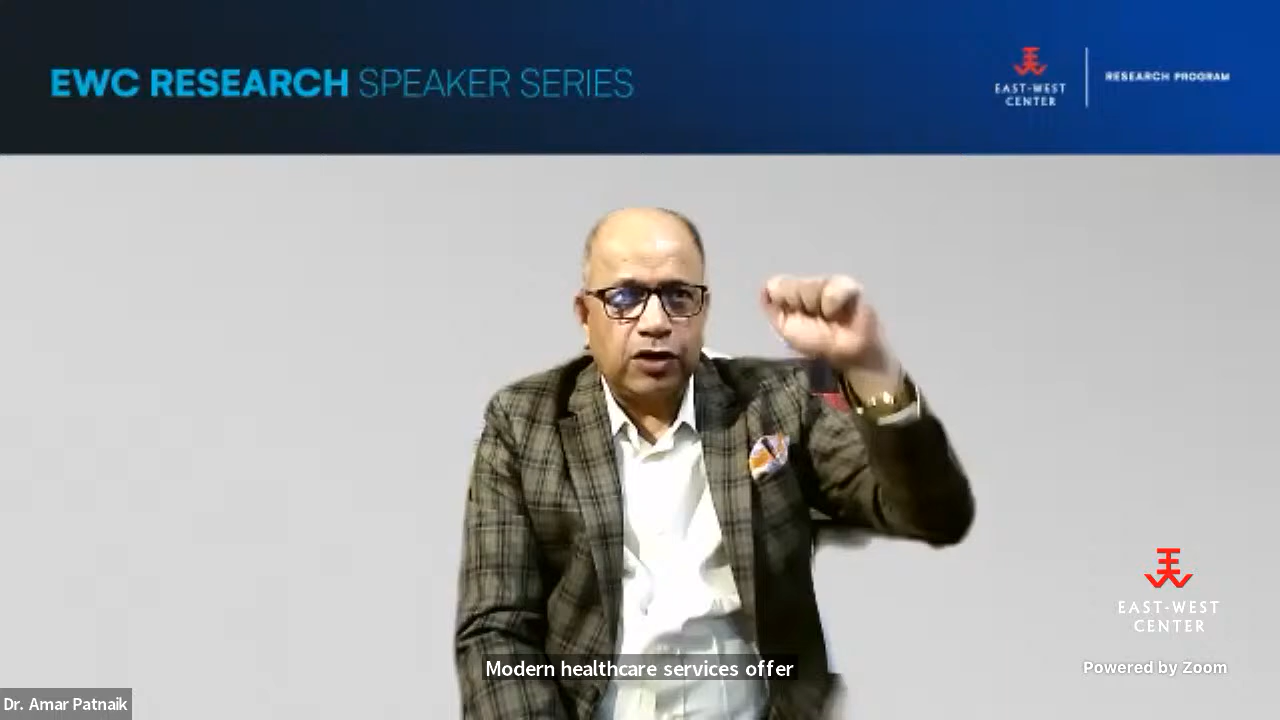 EWC RESEARCH SPEAKER SERIES
EAST-WEST
CENTER
RESEARCH PROGRAM
EAST-WEST
CENTER
Modern healthcare services offer
Powered by Zoom
Dr. Amar Patnaik